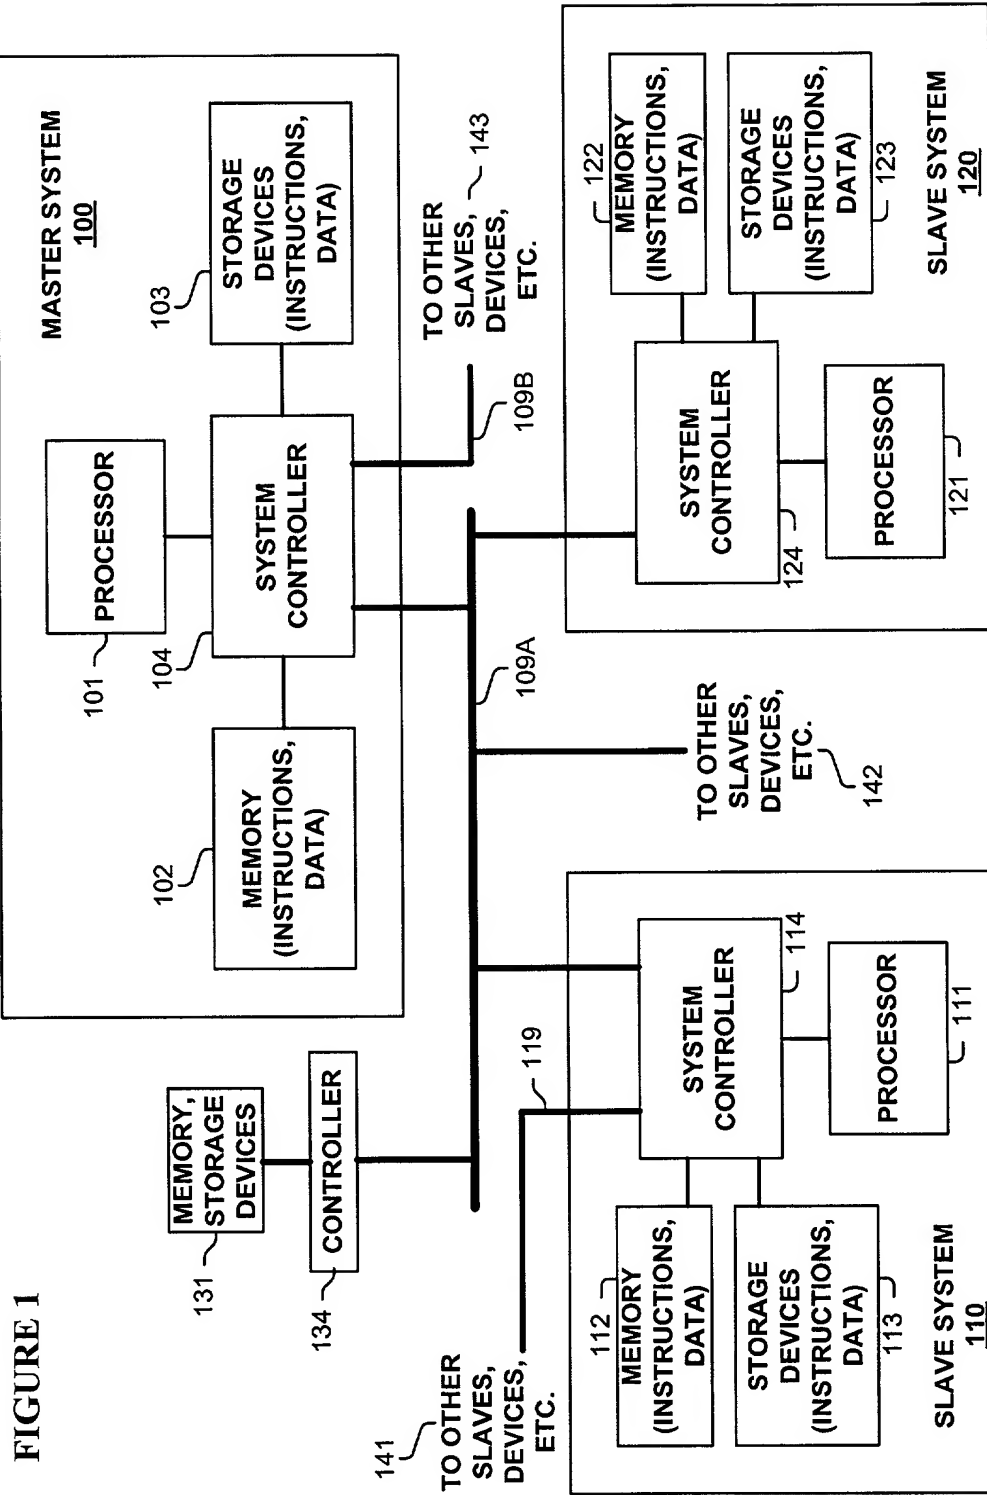 FIGURE 1
MASTER SYSTEM
100
PROCESSOR
101
104
SYSTEM
CONTROLLER
102
MEMORY
(INSTRUCTIONS,
DATA)
103
STORAGE
DEVICES
(INSTRUCTIONS,
DATA)
131
MEMORY,
STORAGE
DEVICES
134
CONTROLLER
109A
109B
TO OTHER
SLAVES,
DEVICES,
ETC.
143
141
TO OTHER
SLAVES,
DEVICES,
ETC.
119
TO OTHER
SLAVES,
DEVICES,
ETC.
142
112
MEMORY
(INSTRUCTIONS,
DATA)
STORAGE
DEVICES
(INSTRUCTIONS,
DATA)
113
SYSTEM
CONTROLLER
114
PROCESSOR
111
SLAVE SYSTEM
110
SYSTEM
CONTROLLER
124
PROCESSOR
121
122
MEMORY
(INSTRUCTIONS,
DATA)
STORAGE
DEVICES
(INSTRUCTIONS,
DATA)
123
SLAVE SYSTEM
120